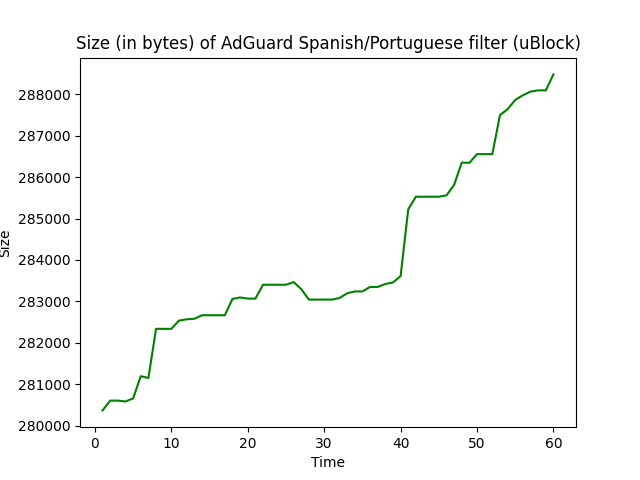 Size (in bytes) of AdGuard Spanish/Portuguese filter (uBlock)
288000
287000
286000
285000
284000
283000
282000
281000
280000
Size
0 10 20 30 40 50 60
Time